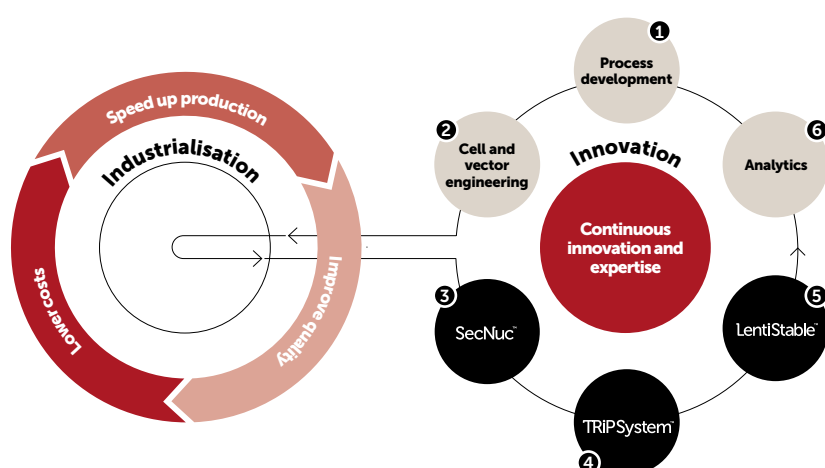 Speed up production
Industrialisation
Lower costs
Improve quality
Innovation
Continuous
innovation and
expertise
1
Process
development
2
Cell and
vector
engineering
3
SecNuc™
4
TRiPSystem™
5
LentiStable™
6
Analytics